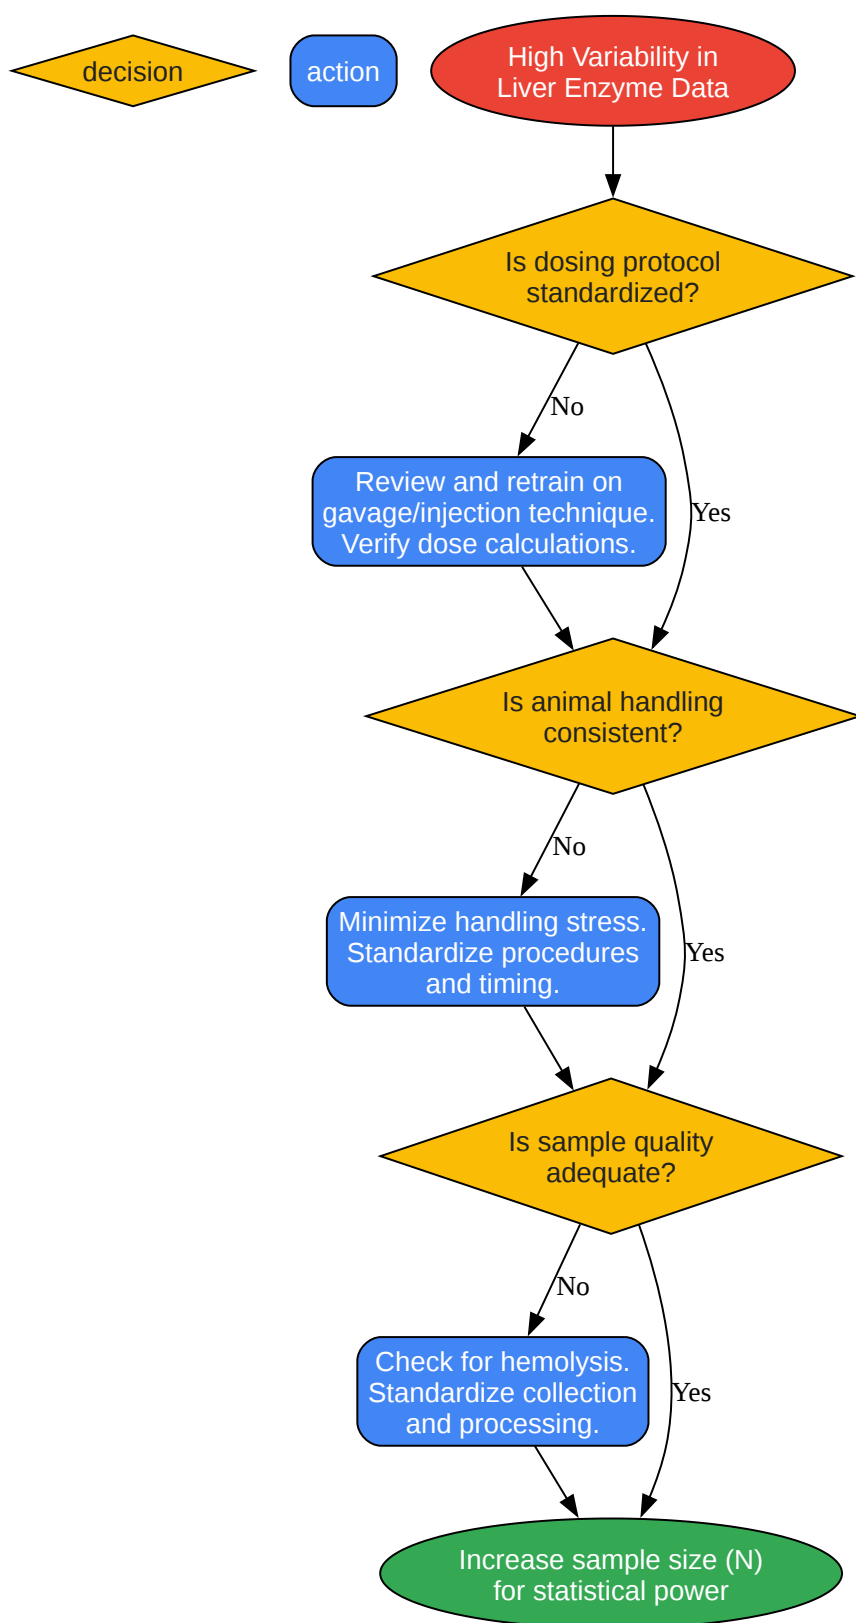 decision
action
High Variability in
Liver Enzyme Data
Is dosing protocol
standardized?
No
Review and retrain on
gavage/injection technique.
Verify dose calculations.
Yes
Is animal handling
consistent?
No
Minimize handling stress.
Standardize procedures
and timing.
Yes
Is sample quality
adequate?
No
Check for hemolysis.
Standardize collection
and processing.
Yes
Increase sample size (N)
for statistical power